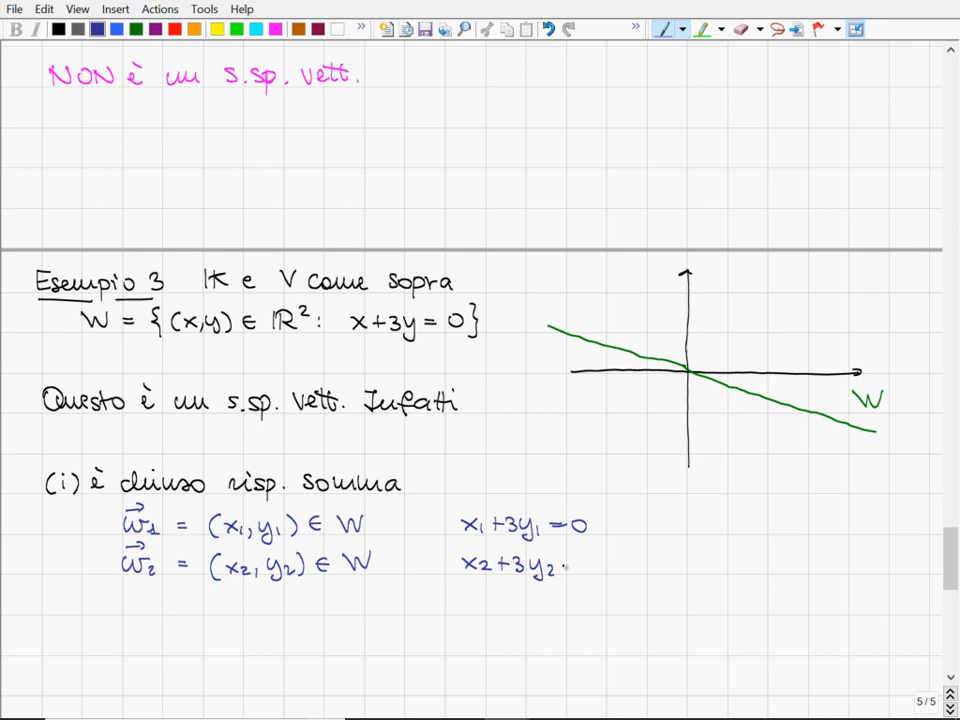 File Edit View Insert Actions Tools Help
B I
NON è un s.sp. vett.
Esempio 3 IK e V come sopra
W = {(x,y) ∈ ℝ²: x+3y=0}
W
Questo è un s.sp. vett. Infatti
(i) è chiuso risp. somma
w⃗₁ = (x₁,y₁) ∈ W x₁+3y₁=0
w⃗₂ = (x₂,y₂) ∈ W x₂+3y₂
5 / 5